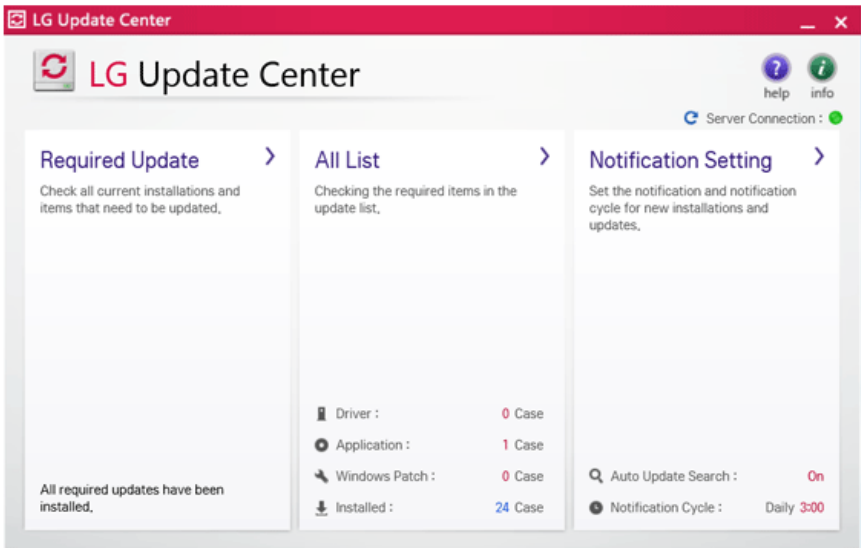 LG Update Center
LG Update Center
help info
Server Connection :
Required Update
Check all current installations and
items that need to be updated.
All required updates have been
installed.
All List
Checking the required items in the
update list.
Driver : 0 Case
Application : 1 Case
Windows Patch : 0 Case
Installed : 24 Case
Notification Setting
Set the notification and notification
cycle for new installations and
updates.
Auto Update Search : On
Notification Cycle : Daily 3:00